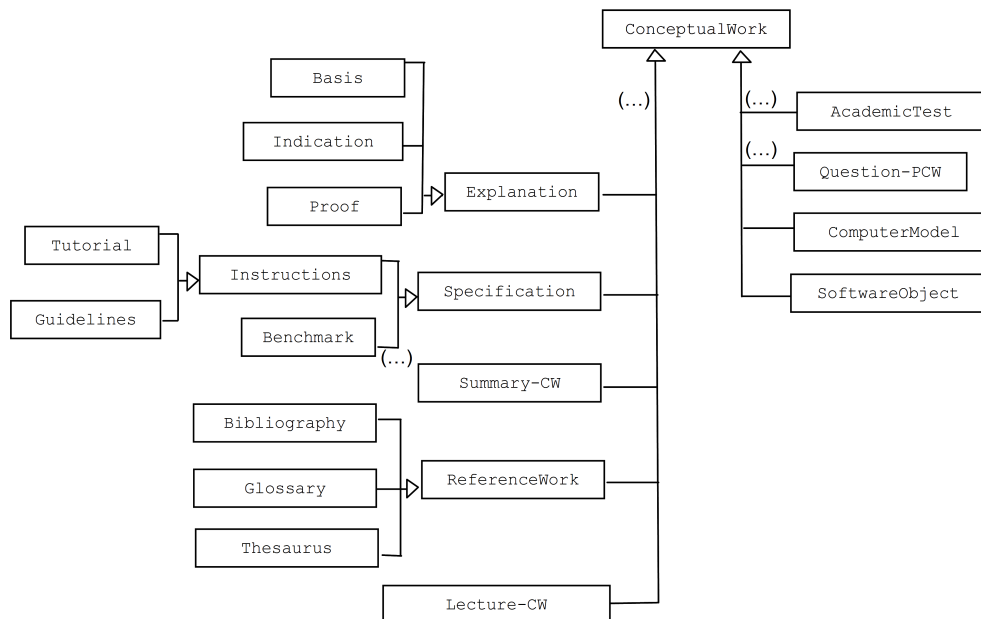 ConceptualWork
Basis
(...)
(...)
AcademicTest
Indication
(...)
Question-PCW
Proof
Explanation
Tutorial
ComputerModel
Instructions
Specification
SoftwareObject
Guidelines
Benchmark
(...)
Summary-CW
Bibliography
ReferenceWork
Glossary
Thesaurus
Lecture-CW